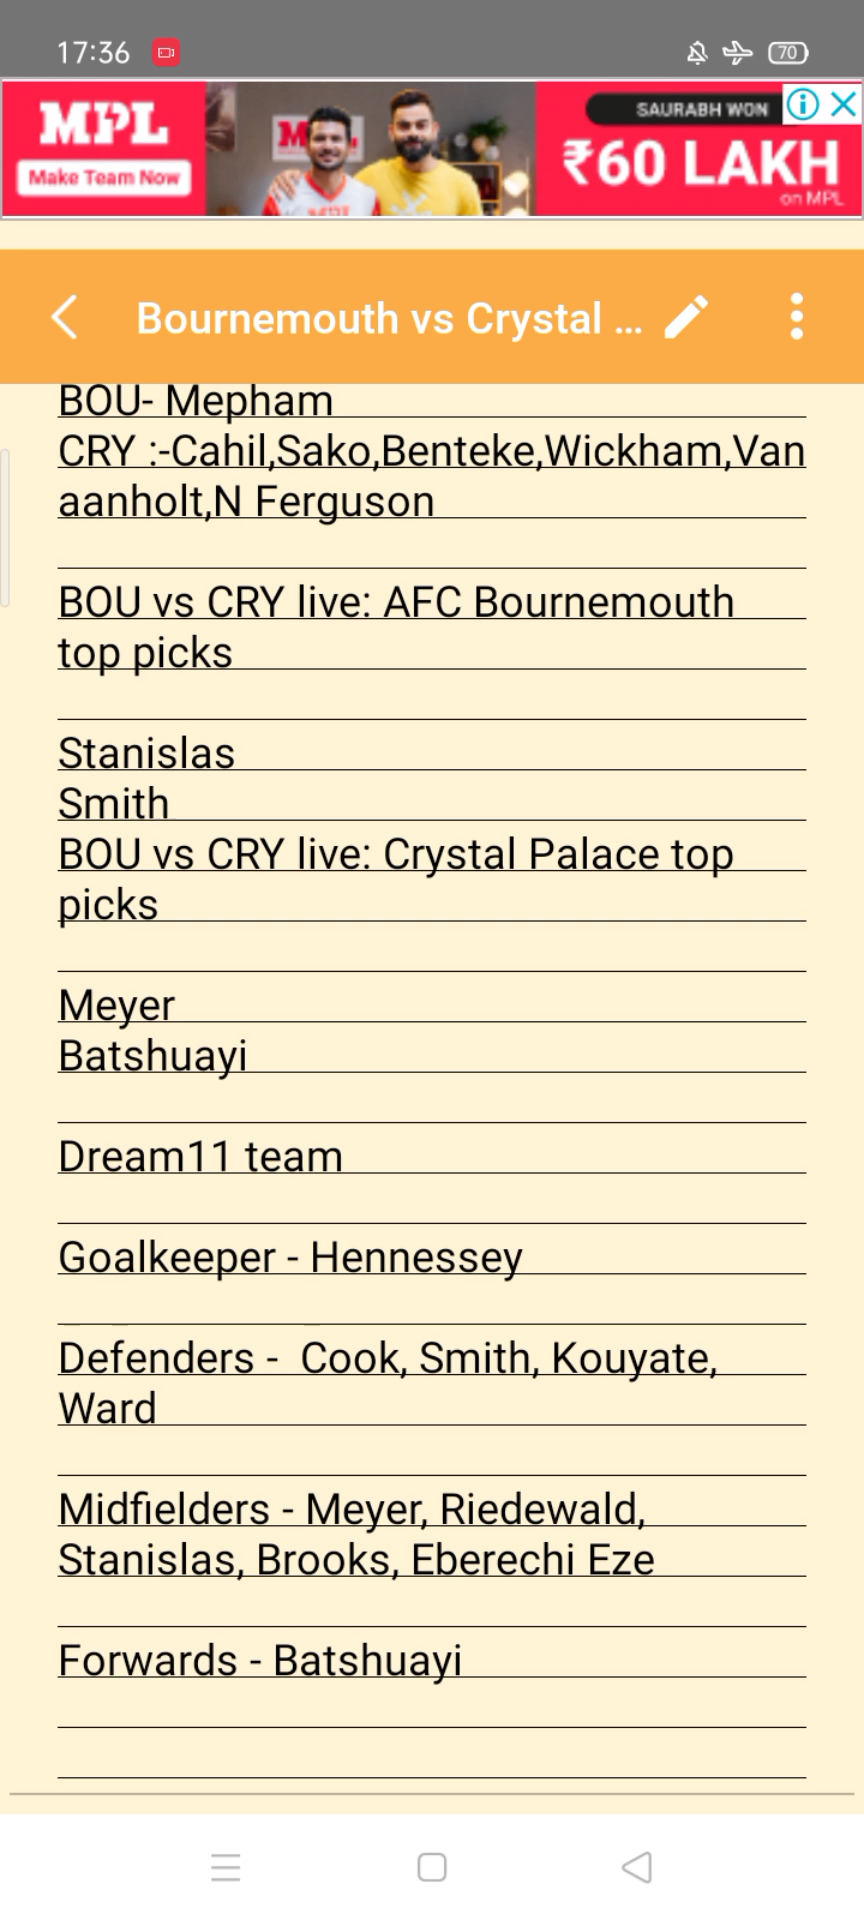 17:36
70
MPL
Make Team Now
SAURABH WON
₹60 LAKH
on MPL
Bournemouth vs Crystal ...
BOU- Mepham
CRY :-Cahil,Sako,Benteke,Wickham,Van
aanholt,N Ferguson
BOU vs CRY live: AFC Bournemouth
top picks
Stanislas
Smith
BOU vs CRY live: Crystal Palace top
picks
Meyer
Batshuayi
Dream11 team
Goalkeeper - Hennessey
Defenders -  Cook, Smith, Kouyate,
Ward
Midfielders - Meyer, Riedewald,
Stanislas, Brooks, Eberechi Eze
Forwards - Batshuayi